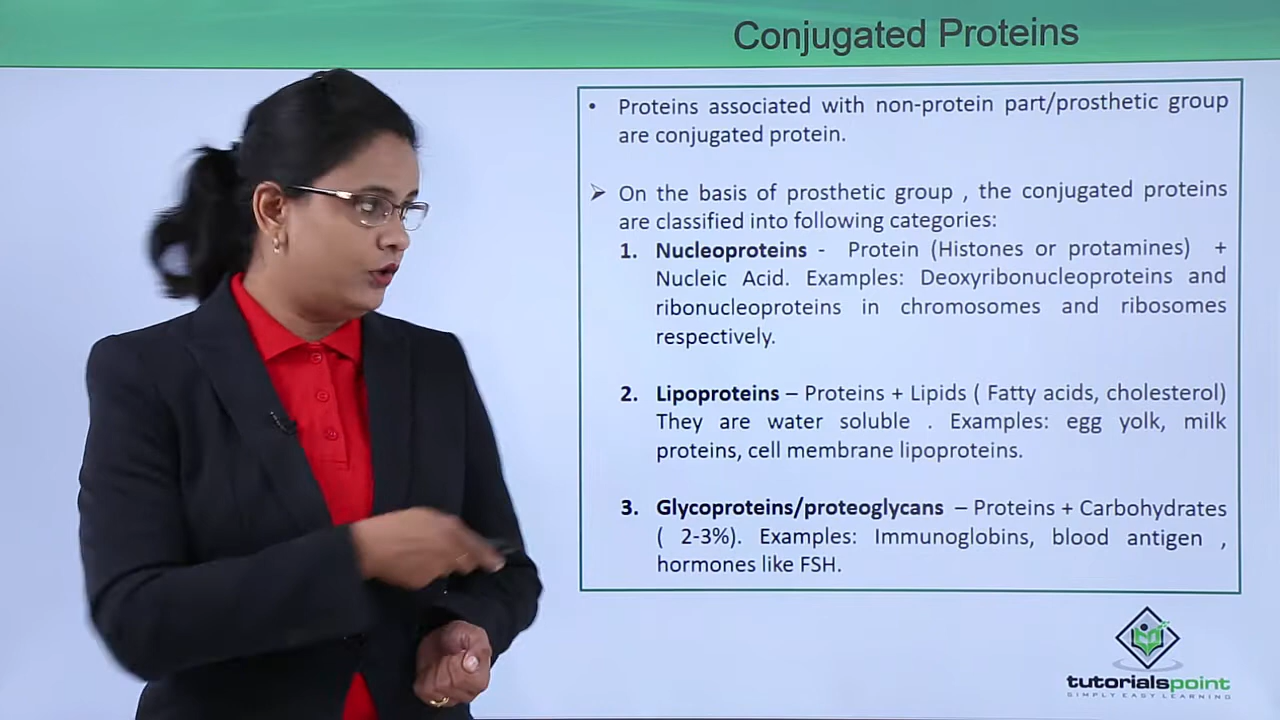 Conjugated Proteins
• Proteins associated with non-protein part/prosthetic group
are conjugated protein.
➢ On the basis of prosthetic group , the conjugated proteins
are classified into following categories:
1. Nucleoproteins - Protein (Histones or protamines) +
Nucleic Acid. Examples: Deoxyribonucleoproteins and
ribonucleoproteins in chromosomes and ribosomes
respectively.
2. Lipoproteins – Proteins + Lipids ( Fatty acids, cholesterol)
They are water soluble . Examples: egg yolk, milk
proteins, cell membrane lipoproteins.
3. Glycoproteins/proteoglycans – Proteins + Carbohydrates
( 2-3%). Examples: Immunoglobins, blood antigen ,
hormones like FSH.
tutorialspoint
SIMPLY EASY LEARNING